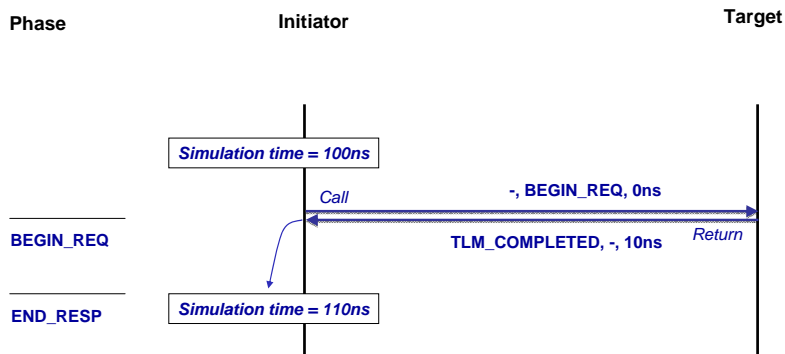 Phase
Initiator
Target
Simulation time = 100ns
-, BEGIN_REQ, 0ns
Call
BEGIN_REQ
TLM_COMPLETED, -, 10ns
Return
Simulation time = 110ns
END_RESP